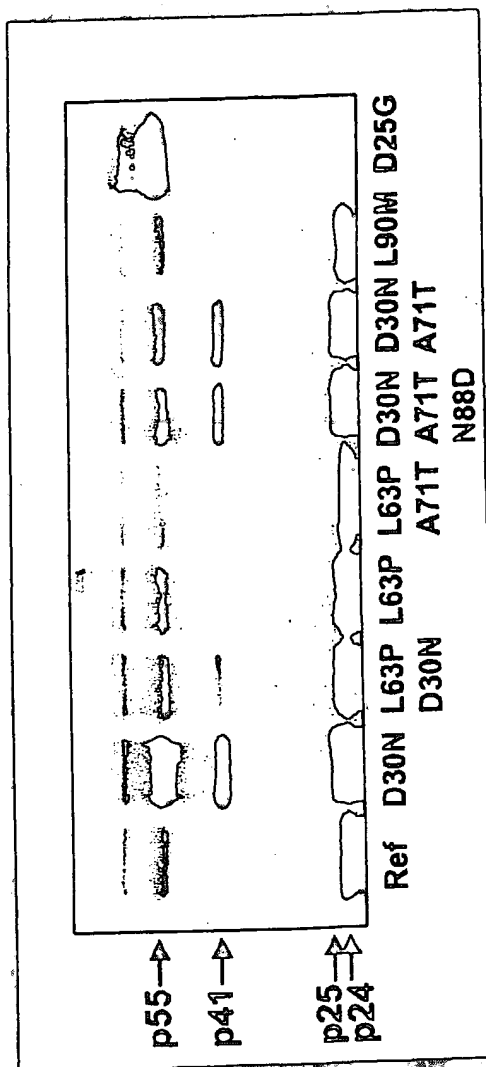 p55
p41
p25
p24
Ref D30N L63P L63P L63P D30N D30N L90M D25G
D30N A71T A71T A71T
N88D